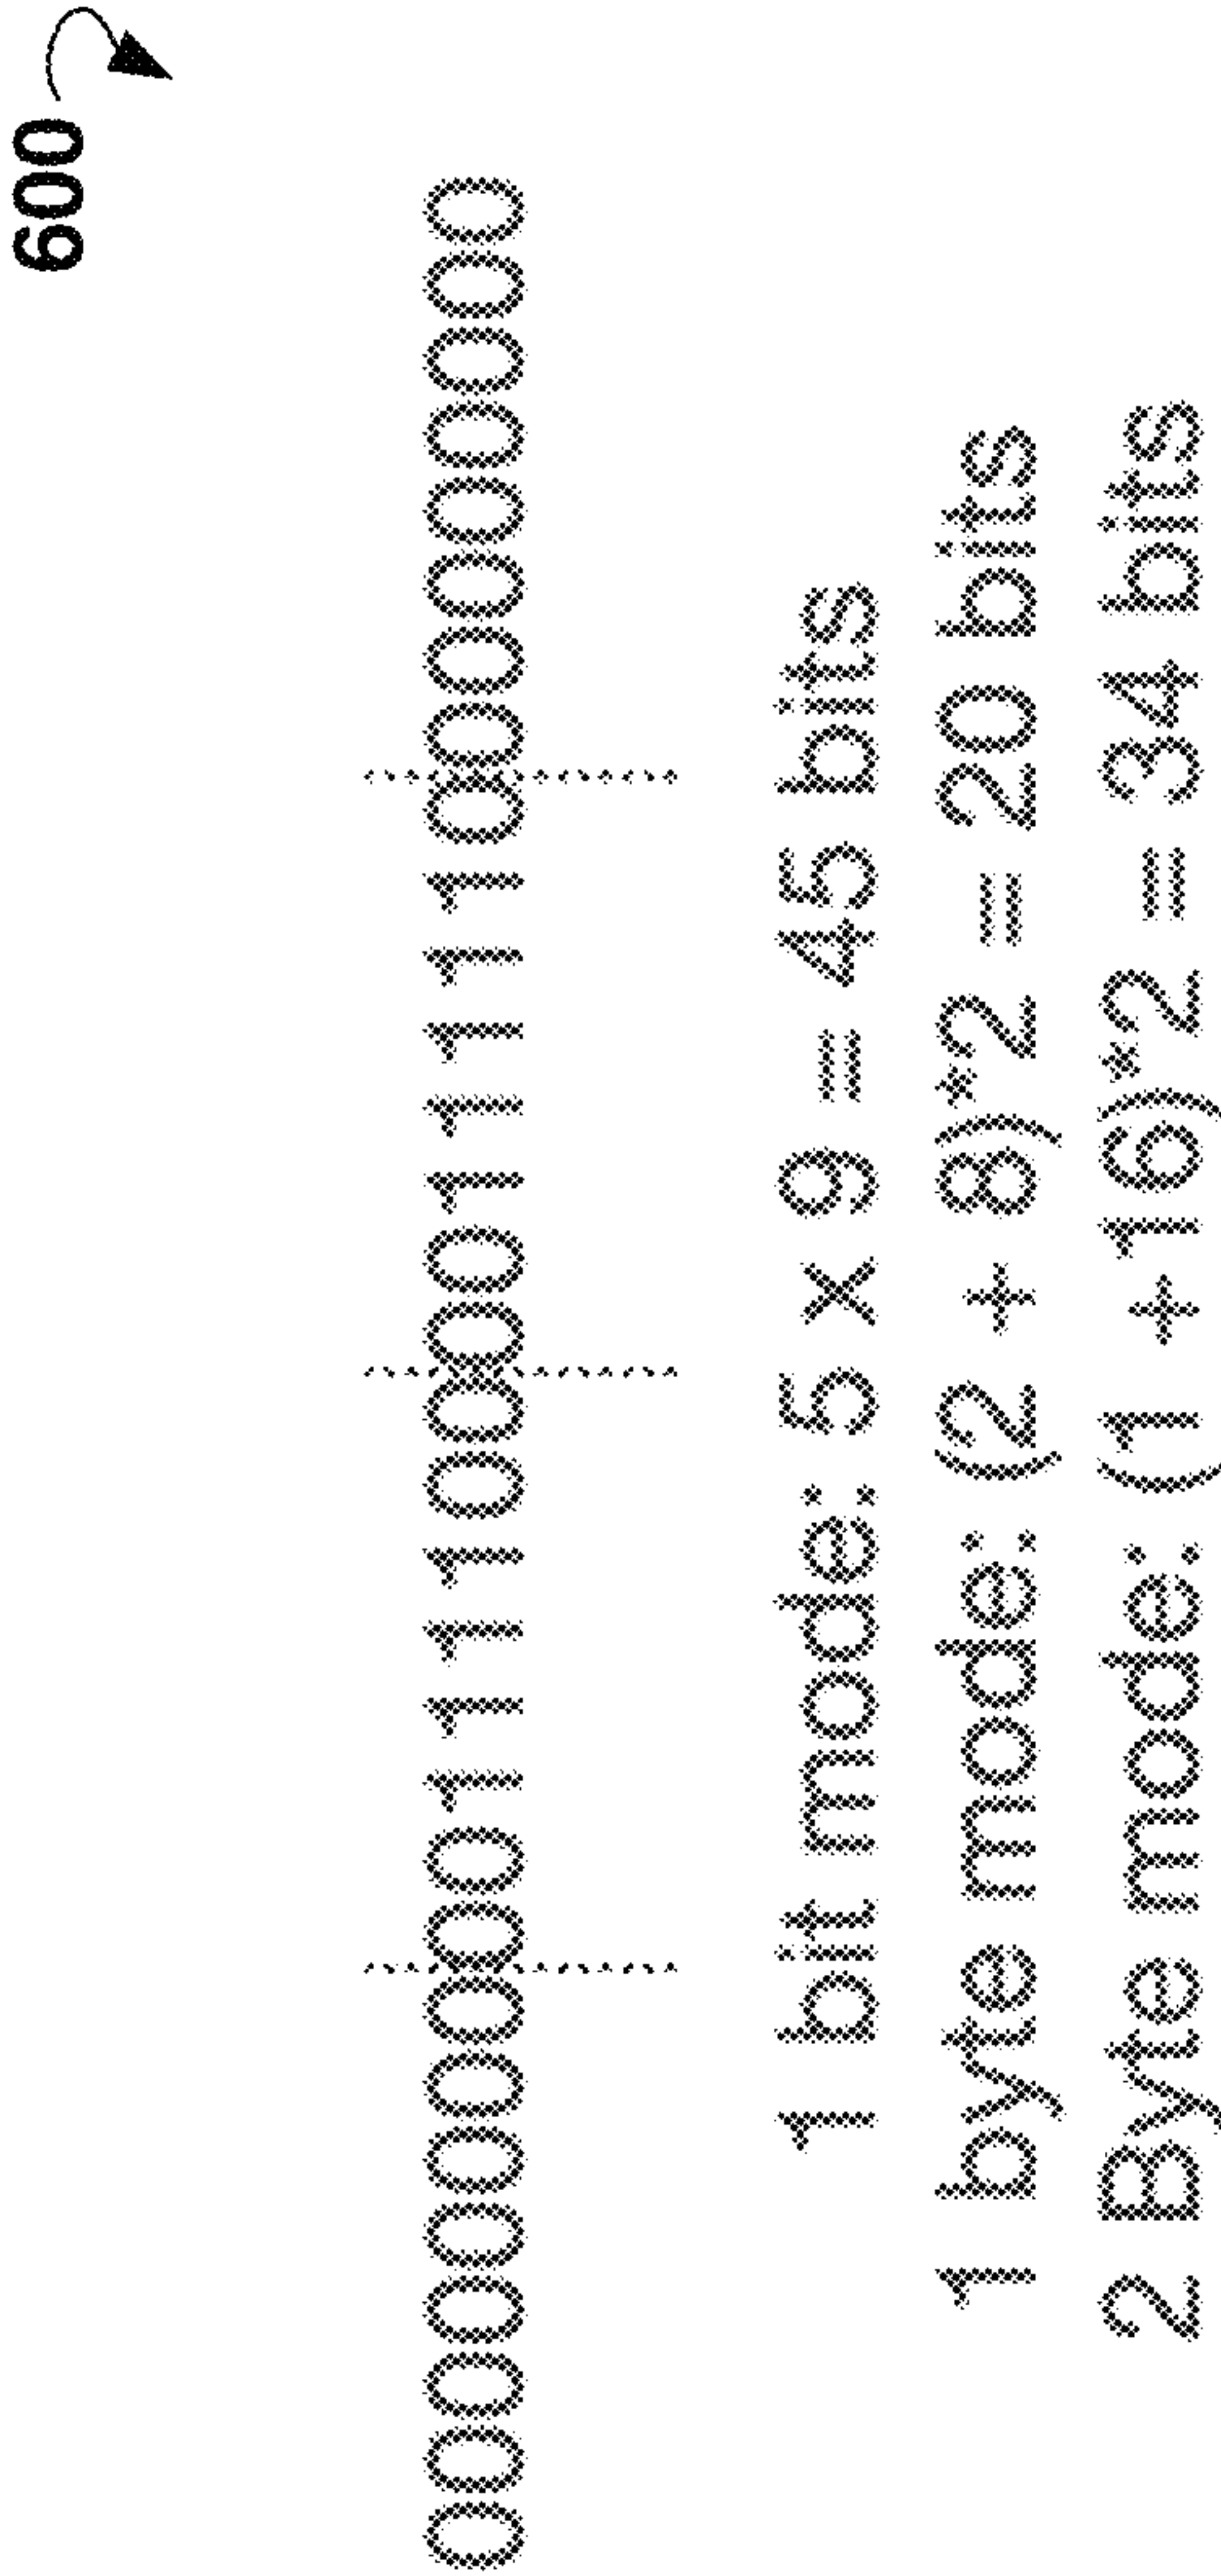 600
00000000001111000011111000000000
1 bit mode: 5 x 9 = 45 bits
1 byte mode: (2 + 8)*2 = 20 bits
2 Byte mode: (1 +16)*2 = 34 bits